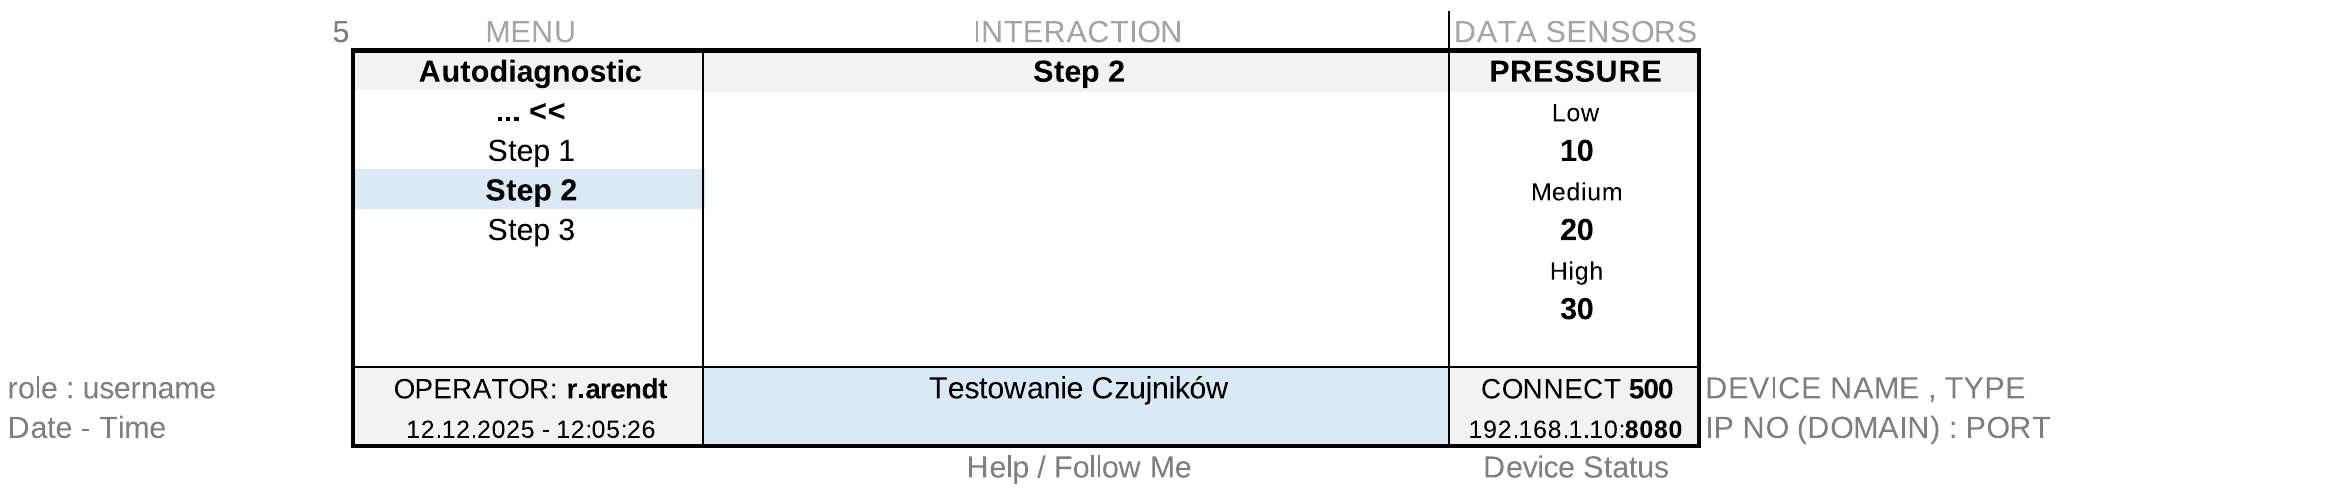 5 MENU INTERACTION DATA SENSORS
Autodiagnostic Step 2 PRESSURE
... << Low
Step 1 10
Step 2 Medium
Step 3 20
High
30
role : username OPERATOR: r.arendt Testowanie Czujników CONNECT 500 DEVICE NAME , TYPE
Date - Time 12.12.2025 - 12:05:26 192.168.1.10:8080 IP NO (DOMAIN) : PORT
Help / Follow Me Device Status